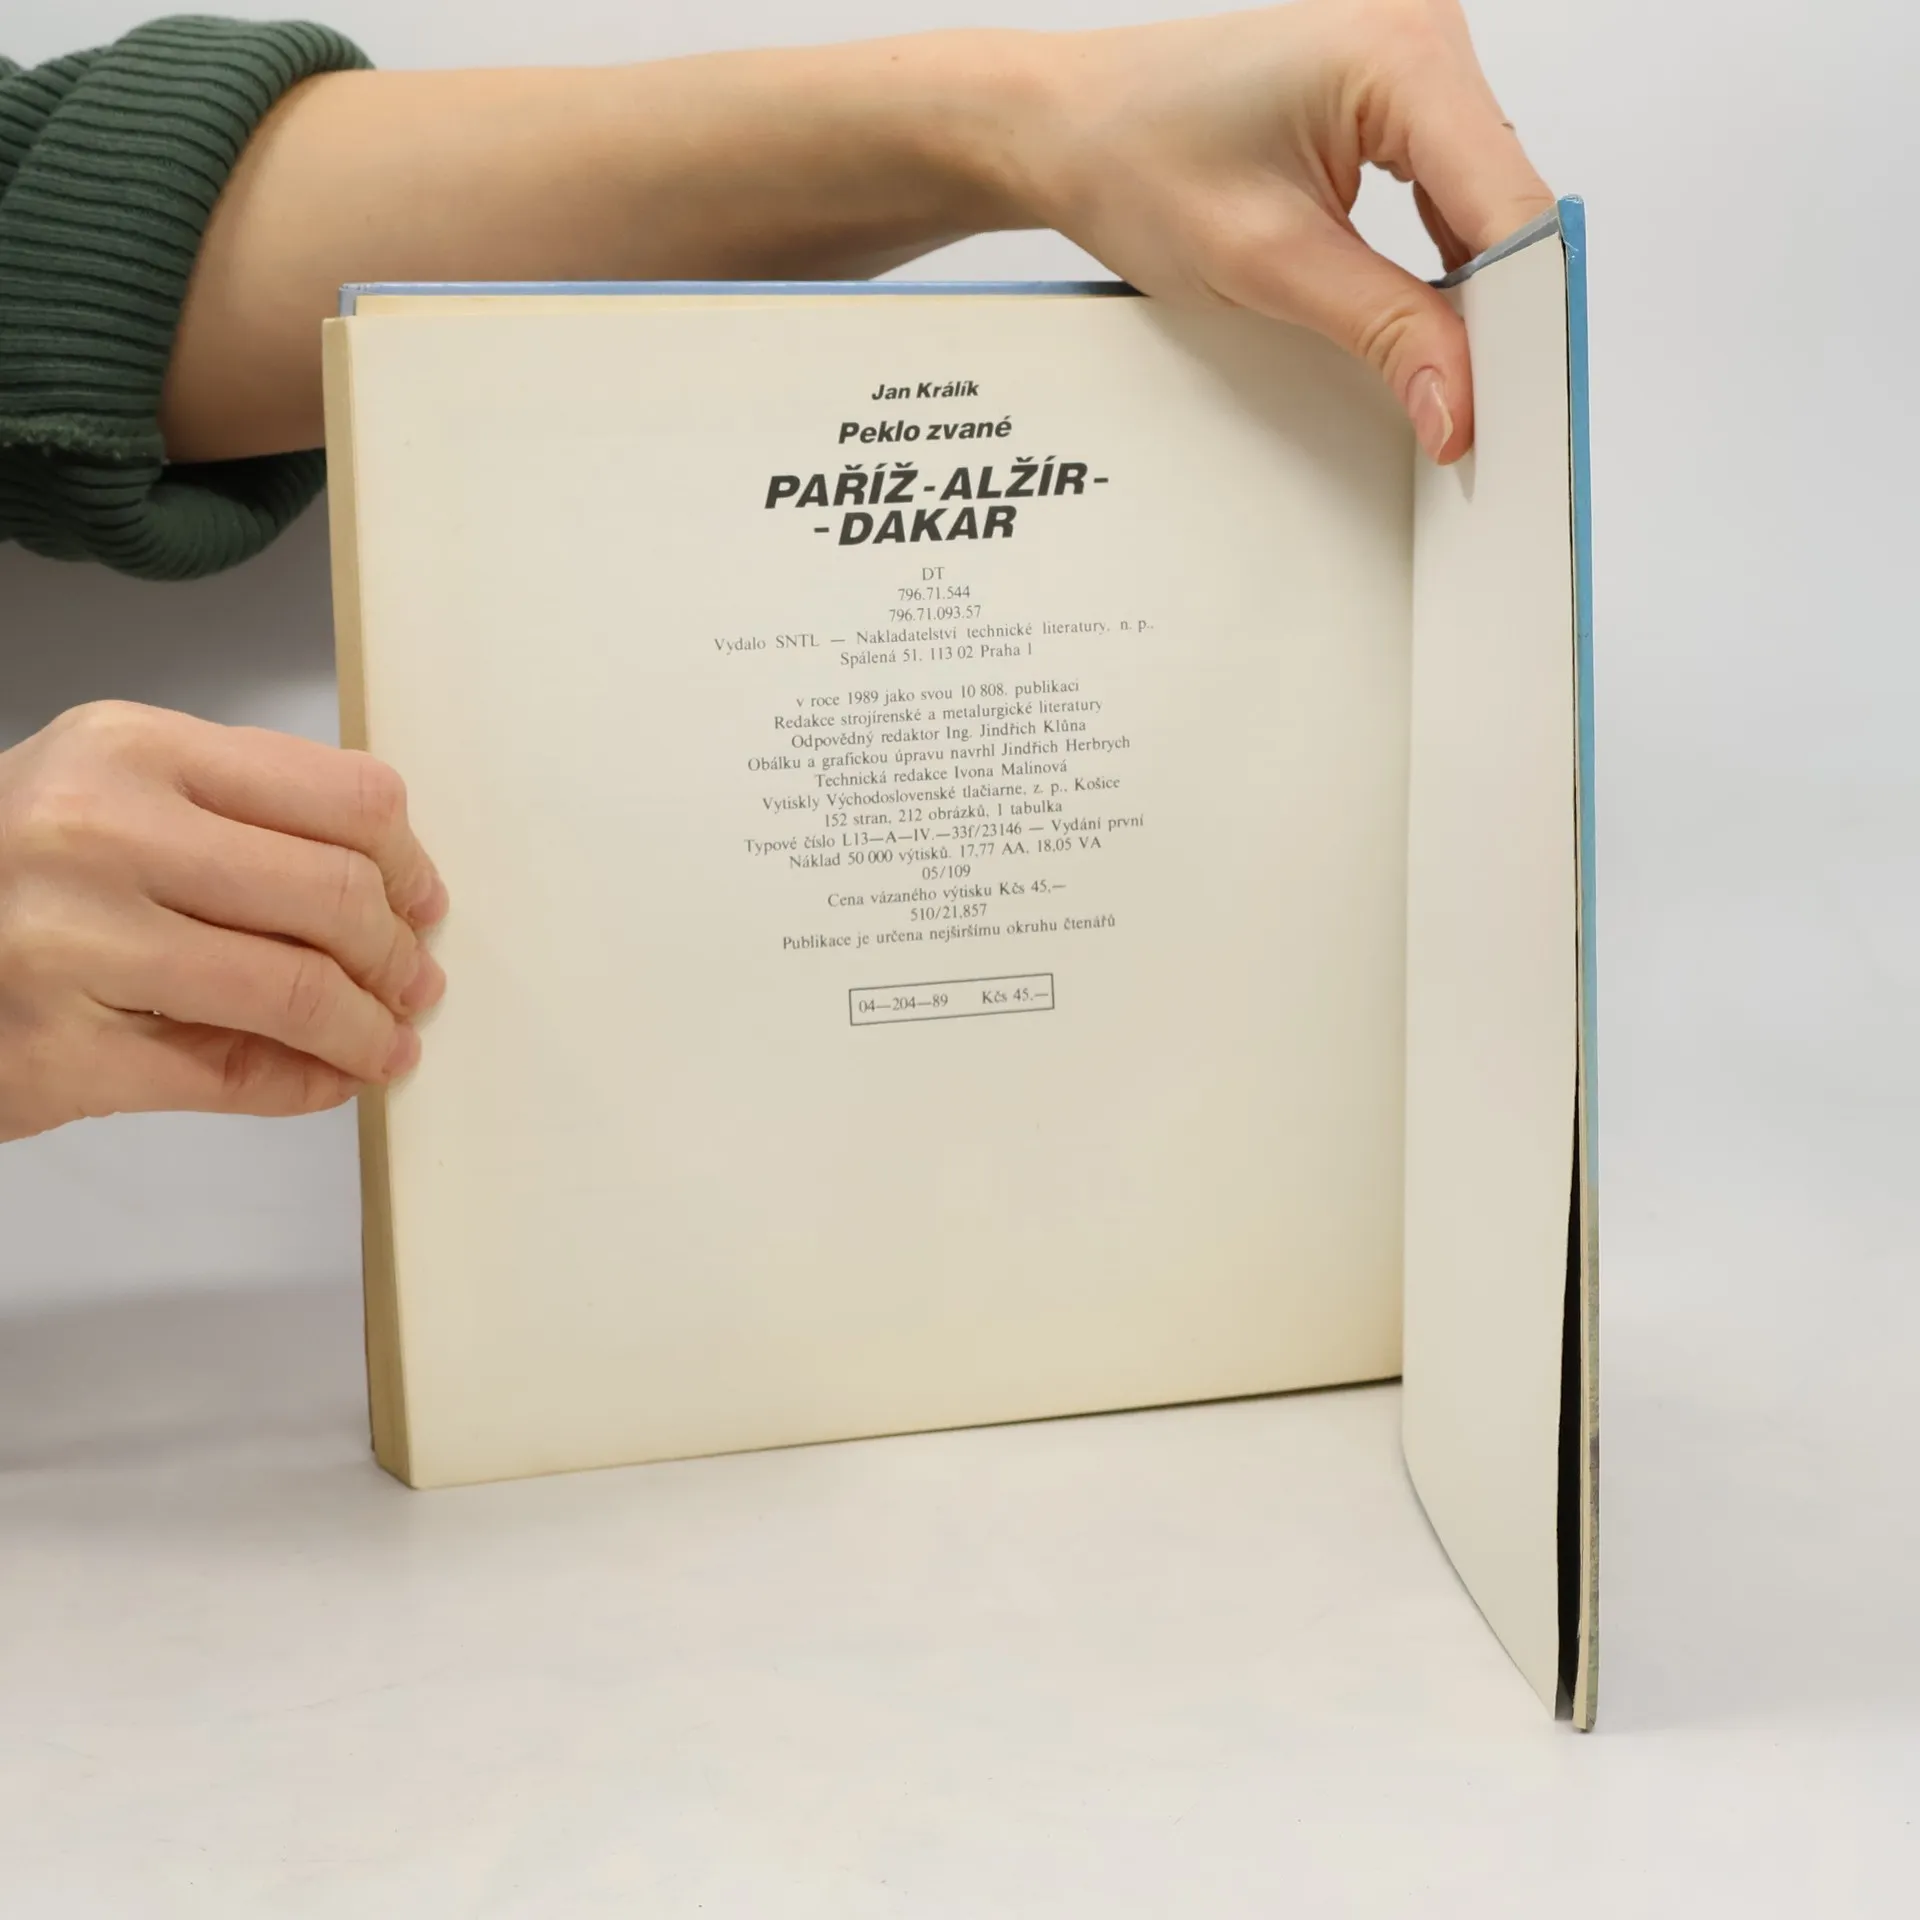 Jan Králík
Peklo zvané
PAŘÍŽ-ALŽÍR-
-DAKAR
DT
796.71.544
796.71.093.57
Vydalo SNTL — Nakladatelství technické literatury, n. p.,
Spálená 51, 113 02 Praha 1
v roce 1989 jako svou 10 808. publikaci
Redakce strojírenské a metalurgické literatury
Odpovědný redaktor Ing. Jindřich Klůna
Obálku a grafickou úpravu navrhl Jindřich Herbrych
Technická redakce Ivona Malinová
Vytiskly Východoslovenské tlačiarne, z. p., Košice
152 stran, 212 obrázků, 1 tabulka
Typové číslo L13—A—IV.—33f/23146 — Vydání první
Náklad 50 000 výtisků. 17,77 AA, 18,05 VA
05/109
Cena vázaného výtisku Kčs 45,—
510/21,857
Publikace je určena nejširšímu okruhu čtenářů
04—204—89 Kčs 45,—